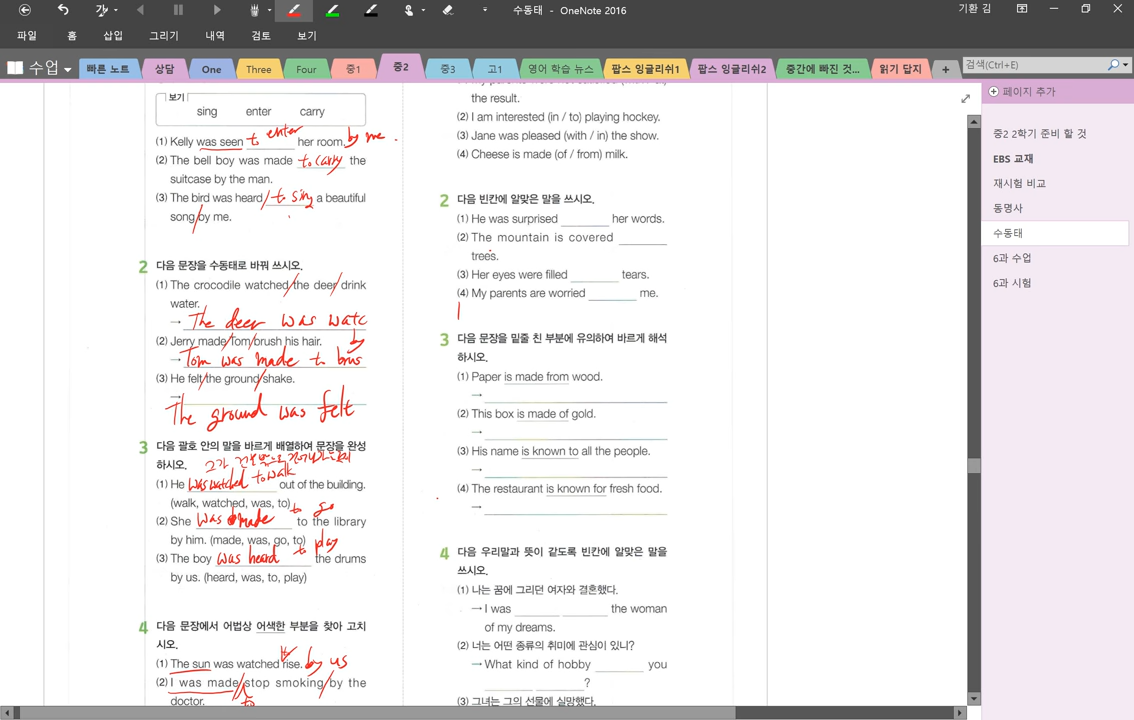 수동태 - OneNote 2016
기환 김
파일 홈 삽입 그리기 내역 검토 보기
수업
빠른 노트 상담 One Three Four 중1 중2 중3 고1 영어 학습 뉴스 팝스 잉글리쉬1 팝스 잉글리쉬2 중간에 빠진 것... 읽기 답지 +
검색(Ctrl+E)
페이지 추가
중2 2학기 준비 할 것
EBS 교재
재시험 비교
동명사
수동태
6과 수업
6과 시험
보기
sing enter carry
(1) Kelly was seen to enter her room. by me.
(2) The bell boy was made to carry the
suitcase by the man.
(3) The bird was heard to sing a beautiful
song by me.
2 다음 문장을 수동태로 바꿔 쓰시오.
(1) The crocodile watched the deer drink
water.
→ The deer was watc
(2) Jerry made Tom brush his hair. by
→ Tom was made to brus
(3) He felt the ground shake.
→
The ground was felt
3 다음 괄호 안의 말을 바르게 배열하여 문장을 완성
하시오.
(1) He was watched to walk out of the building.
(walk, watched, was, to)
(2) She was made to go to the library
by him. (made, was, go, to)
(3) The boy was heard to play the drums
by us. (heard, was, to, play)
4 다음 문장에서 어법상 어색한 부분을 찾아 고치
시오.
(1) The sun was watched to rise. by us
(2) I was made to stop smoking by the
doctor.
the result.
(2) I am interested (in / to) playing hockey.
(3) Jane was pleased (with / in) the show.
(4) Cheese is made (of / from) milk.
2 다음 빈칸에 알맞은 말을 쓰시오.
(1) He was surprised ______ her words.
(2) The mountain is covered ______
trees.
(3) Her eyes were filled ______ tears.
(4) My parents are worried ______ me.
3 다음 문장을 밑줄 친 부분에 유의하여 바르게 해석
하시오.
(1) Paper is made from wood.
→
(2) This box is made of gold.
→
(3) His name is known to all the people.
→
(4) The restaurant is known for fresh food.
→
4 다음 우리말과 뜻이 같도록 빈칸에 알맞은 말을
쓰시오.
(1) 나는 꿈에 그리던 여자와 결혼했다.
→ I was ______ ______ the woman
of my dreams.
(2) 너는 어떤 종류의 취미에 관심이 있니?
→ What kind of hobby ______ you
______ ______?
(3) 그녀는 그의 선물에 실망했다.